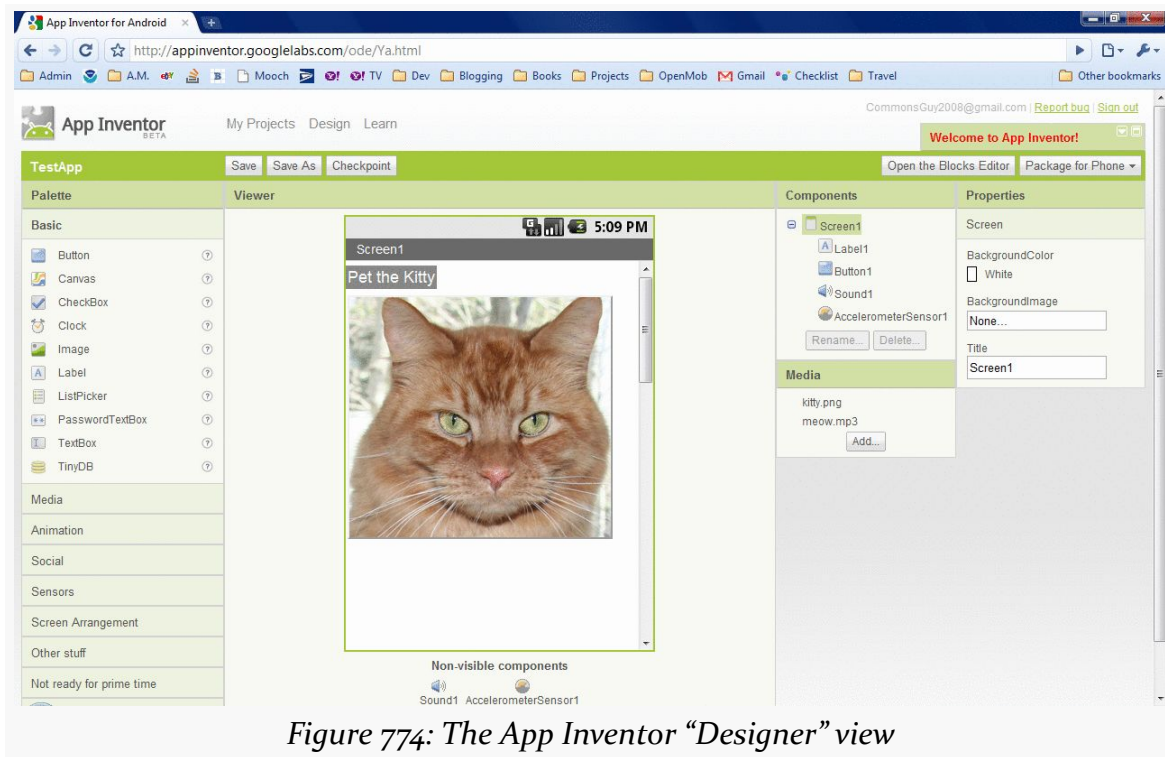 App Inventor for Android
http://appinventor.googlelabs.com/ode/Ya.html
Admin A.M. Mooch TV Dev Blogging Books Projects OpenMob Gmail Checklist Travel Other bookmarks
CommonsGuy2008@gmail.com | Report bug | Sign out
App Inventor
BETA
My Projects Design Learn
Welcome to App Inventor!
TestApp
Save Save As Checkpoint Open the Blocks Editor Package for Phone
Palette
Basic
Button
Canvas
CheckBox
Clock
Image
Label
ListPicker
PasswordTextBox
TextBox
TinyDB
Media
Animation
Social
Sensors
Screen Arrangement
Other stuff
Not ready for prime time
Viewer
5:09 PM
Screen1
Pet the Kitty
Non-visible components
Sound1 AccelerometerSensor1
Components
Screen1
Label1
Button1
Sound1
AccelerometerSensor1
Rename... Delete...
Media
kitty.png
meow.mp3
Add...
Properties
Screen
BackgroundColor
White
BackgroundImage
None...
Title
Screen1
Figure 774: The App Inventor “Designer” view